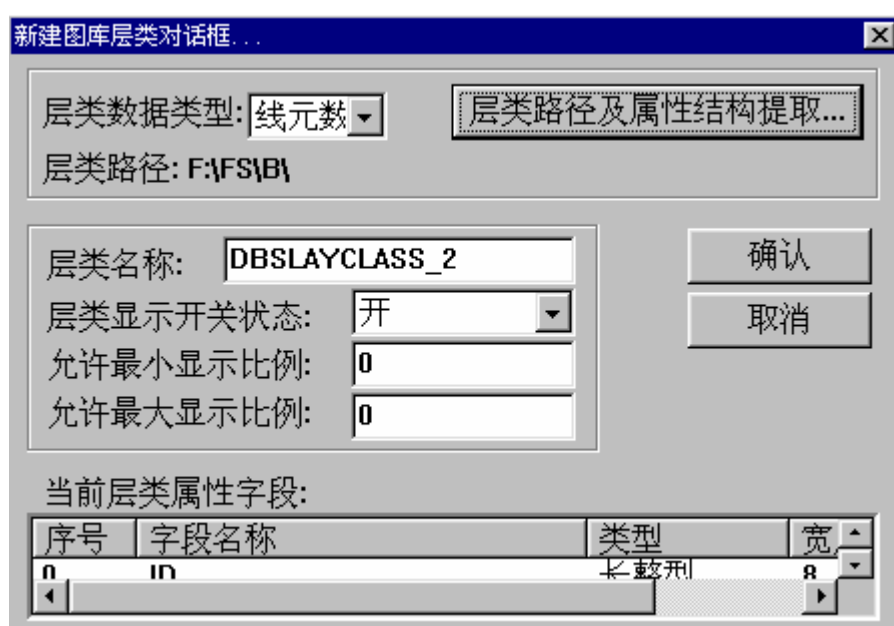 新建图库层类对话框...
层类数据类型: 线元数 层类路径及属性结构提取...
层类路径: F:\FS\B\
层类名称: DBSLAYCLASS_2 确认
层类显示开关状态: 开 取消
允许最小显示比例: 0
允许最大显示比例: 0
当前层类属性字段:
序号 字段名称 类型 宽
0 ID 长整型 8